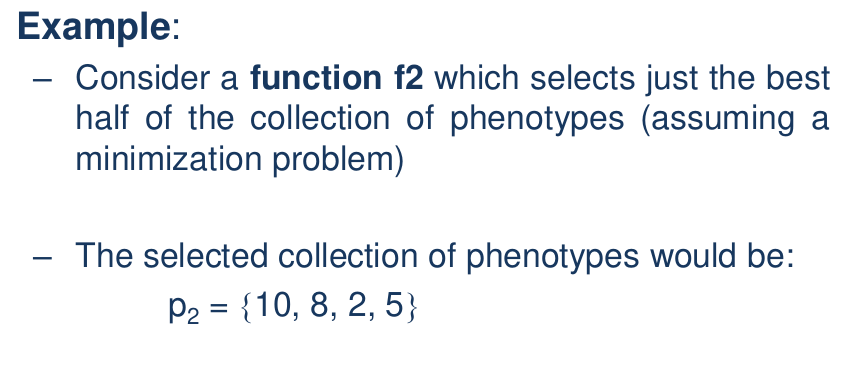 Example:
– Consider a function f2 which selects just the best
half of the collection of phenotypes (assuming a
minimization problem)
– The selected collection of phenotypes would be:
p₂ = {10, 8, 2, 5}